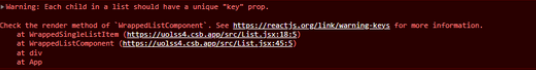 ▸Warning: Each child in a list should have a unique "key" prop.
Check the render method of `WrappedListComponent`. See https://reactjs.org/link/warning-keys for more information.
at WrappedSingleListItem (https://uolss4.csb.app/src/List.jsx:18:5)
at WrappedListComponent (https://uolss4.csb.app/src/List.jsx:45:5)
at div
at App